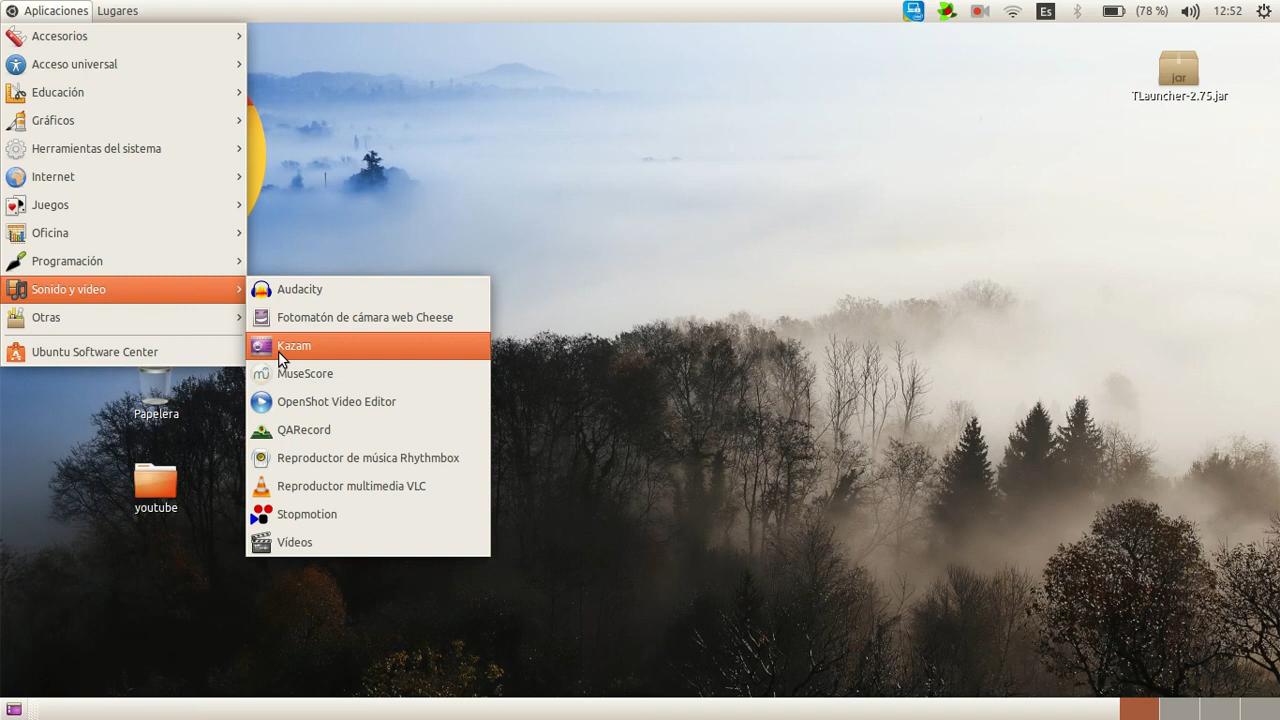 Aplicaciones Lugares
Es (78 %) 12:52
Accesorios
Acceso universal
Educación
Gráficos
Herramientas del sistema
Internet
Juegos
Oficina
Programación
Sonido y vídeo
Otras
Ubuntu Software Center
Audacity
Fotomatón de cámara web Cheese
Kazam
MuseScore
OpenShot Video Editor
QARecord
Reproductor de música Rhythmbox
Reproductor multimedia VLC
Stopmotion
Vídeos
Papelera
youtube
jar
TLauncher-2.75.jar